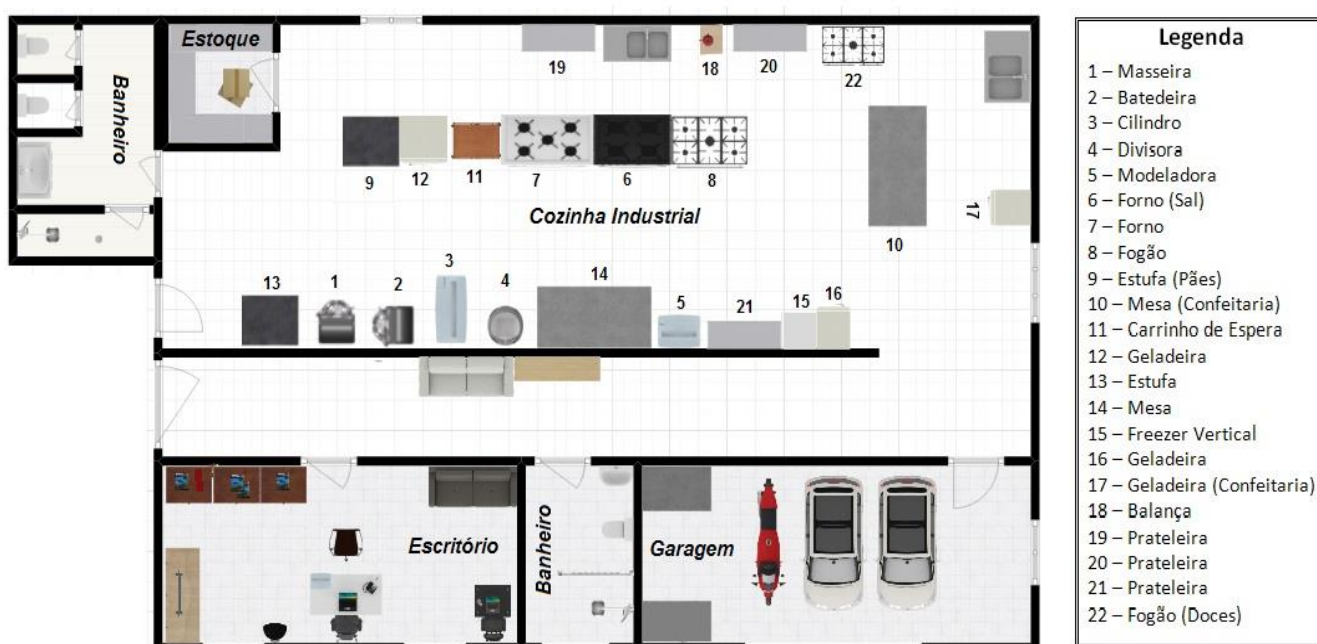 Estoque
Banheiro
19
18
20
22
9
12
11
7
6
8
Cozinha Industrial
17
10
13
1
2
3
4
14
5
21
15
16
Escritório
Banheiro
Garagem
Legenda
1 – Masseira
2 – Batedeira
3 – Cilindro
4 – Divisora
5 – Modeladora
6 – Forno (Sal)
7 – Forno
8 – Fogão
9 – Estufa (Pães)
10 – Mesa (Confeitaria)
11 – Carrinho de Espera
12 – Geladeira
13 – Estufa
14 – Mesa
15 – Freezer Vertical
16 – Geladeira
17 – Geladeira (Confeitaria)
18 – Balança
19 – Prateleira
20 – Prateleira
21 – Prateleira
22 – Fogão (Doces)